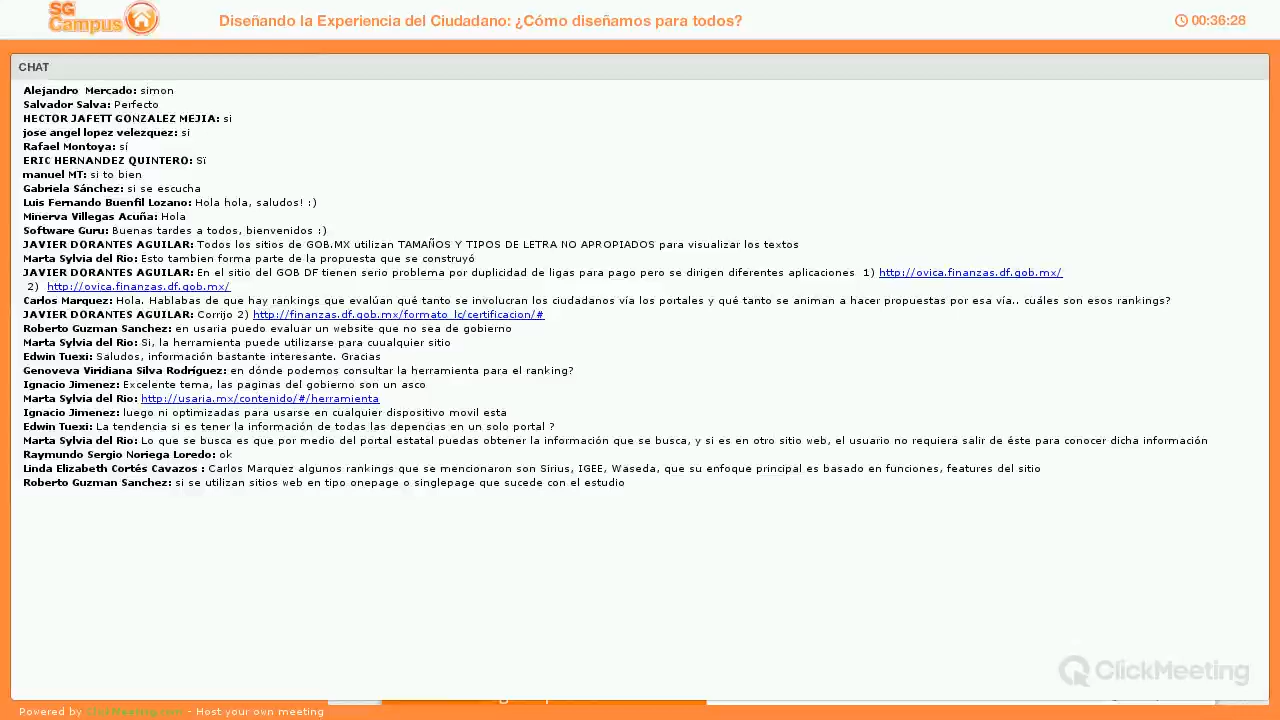 SG
Campus
Diseñando la Experiencia del Ciudadano: ¿Cómo diseñamos para todos?
00:36:28
CHAT
Alejandro Mercado: simon
Salvador Salva: Perfecto
HECTOR JAFETT GONZALEZ MEJIA: si
jose angel lopez velezquez: si
Rafael Montoya: sí
ERIC HERNANDEZ QUINTERO: Sï
manuel MT: si to bien
Gabriela Sánchez: si se escucha
Luis Fernando Buenfil Lozano: Hola hola, saludos! :)
Minerva Villegas Acuña: Hola
Software Guru: Buenas tardes a todos, bienvenidos :)
JAVIER DORANTES AGUILAR: Todos los sitios de GOB.MX utilizan TAMAÑOS Y TIPOS DE LETRA NO APROPIADOS para visualizar los textos
Marta Sylvia del Rio: Esto tambien forma parte de la propuesta que se construyó
JAVIER DORANTES AGUILAR: En el sitio del GOB DF tienen serio problema por duplicidad de ligas para pago pero se dirigen diferentes aplicaciones 1) http://ovica.finanzas.df.gob.mx/
2) http://ovica.finanzas.df.gob.mx/
Carlos Marquez: Hola. Hablabas de que hay rankings que evalúan qué tanto se involucran los ciudadanos vía los portales y qué tanto se animan a hacer propuestas por esa vía.. cuáles son esos rankings?
JAVIER DORANTES AGUILAR: Corrijo 2) http://finanzas.df.gob.mx/formato_lc/certificacion/#
Roberto Guzman Sanchez: en usaria puedo evaluar un website que no sea de gobierno
Marta Sylvia del Rio: Si, la herramienta puede utilizarse para cuualquier sitio
Edwin Tuexi: Saludos, información bastante interesante. Gracias
Genoveva Viridiana Silva Rodríguez: en dónde podemos consultar la herramienta para el ranking?
Ignacio Jimenez: Excelente tema, las paginas del gobierno son un asco
Marta Sylvia del Rio: http://usaria.mx/contenido/#/herramienta
Ignacio Jimenez: luego ni optimizadas para usarse en cualquier dispositivo movil esta
Edwin Tuexi: La tendencia si es tener la información de todas las depencias en un solo portal ?
Marta Sylvia del Rio: Lo que se busca es que por medio del portal estatal puedas obtener la información que se busca, y si es en otro sitio web, el usuario no requiera salir de éste para conocer dicha información
Raymundo Sergio Noriega Loredo: ok
Linda Elizabeth Cortés Cavazos : Carlos Marquez algunos rankings que se mencionaron son Sirius, IGEE, Waseda, que su enfoque principal es basado en funciones, features del sitio
Roberto Guzman Sanchez: si se utilizan sitios web en tipo onepage o singlepage que sucede con el estudio
ClickMeeting
Powered by ClickMeeting.com - Host your own meeting